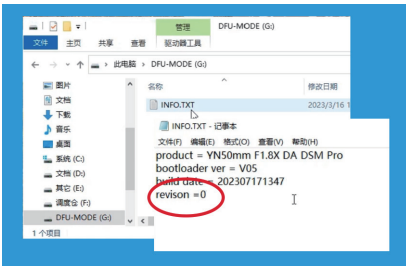 管理
DFU-MODE (G:)
文件
主页
共享
查看
驱动器工具
此电脑 › DFU-MODE (G:)
图片
文档
下载
音乐
桌面
系统 (C:)
文档 (D:)
其它 (E:)
调度仓 (F:)
DFU-MODE (G:)
1 个项目
名称
修改日期
INFO.TXT
2023/3/16 1
INFO.TXT - 记事本
文件(F) 编辑(E) 格式(O) 查看(V) 帮助(H)
product = YN50mm F1.8X DA DSM Pro
bootloader ver = V05
build date = 202307171347
revison =0